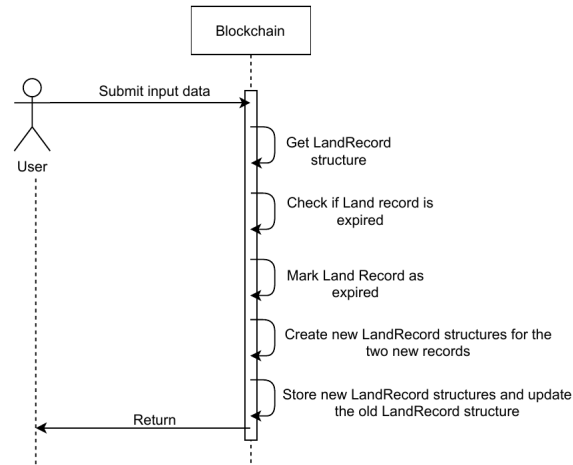 Blockchain
Submit input data
User
Get LandRecord
structure
Check if Land record is
expired
Mark Land Record as
expired
Create new LandRecord structures for the
two new records
Store new LandRecord structures and update
the old LandRecord structure
Return